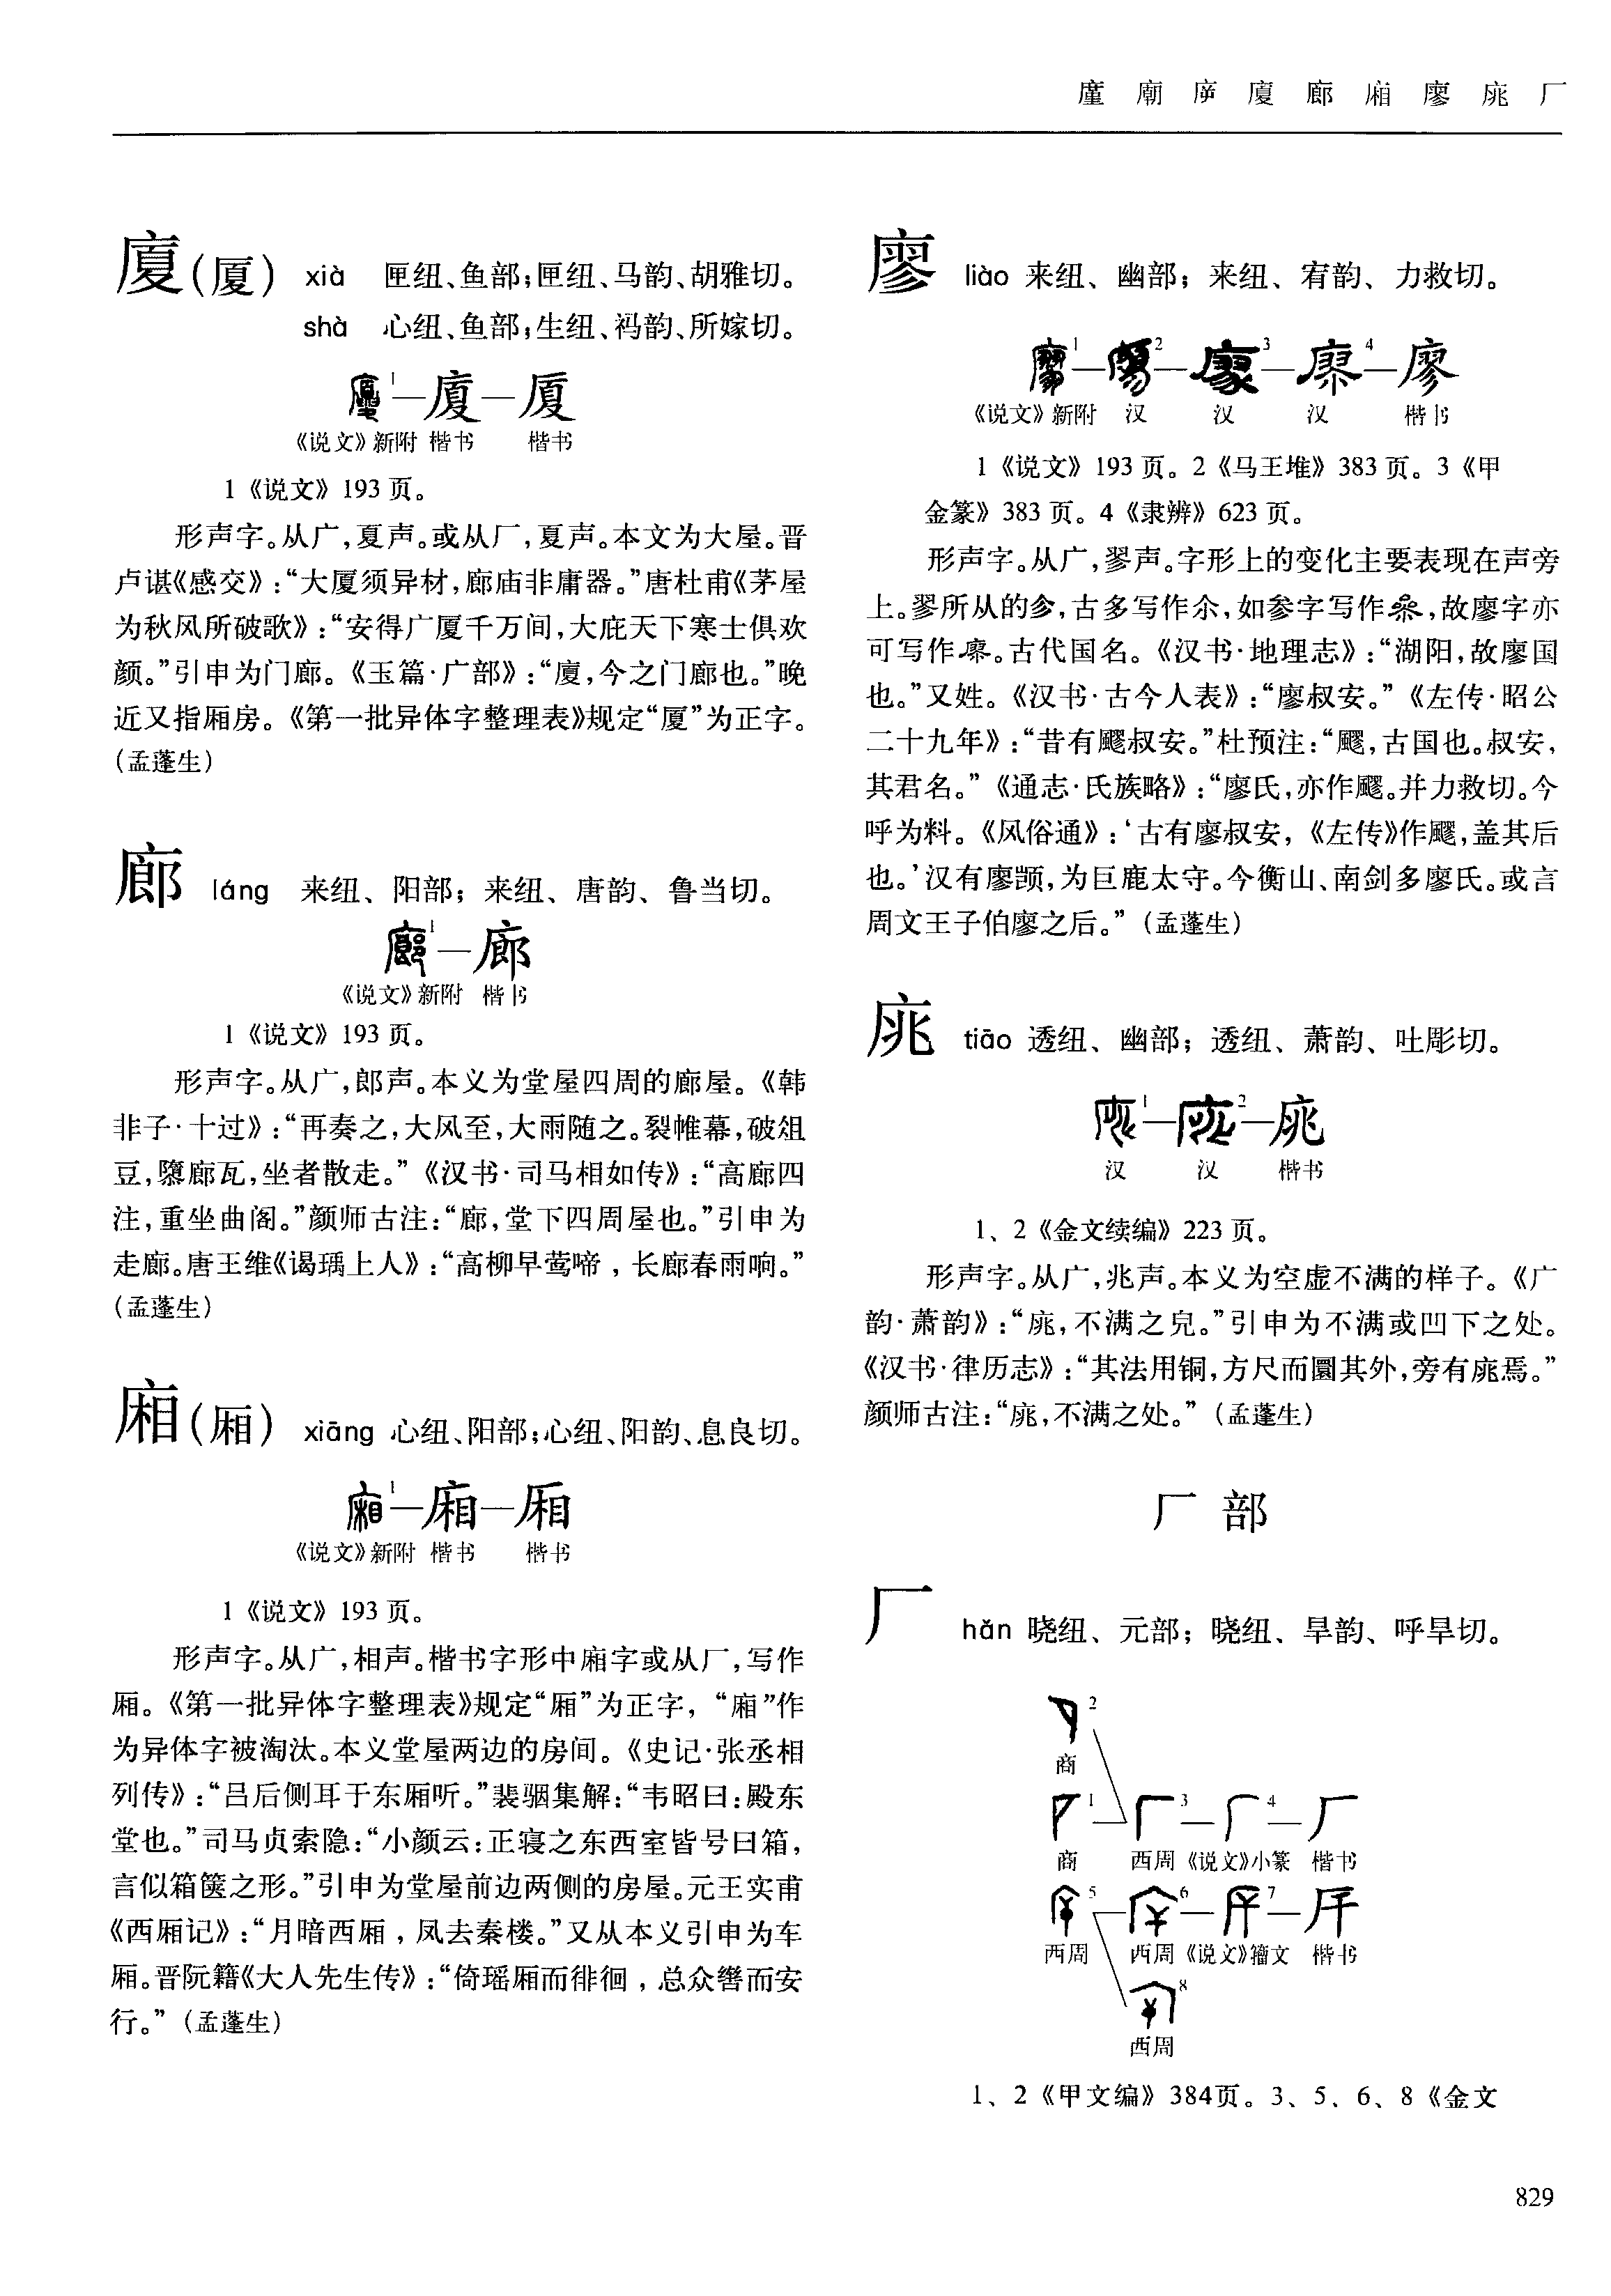 廚 廟 廈 廊 廂 廖 庣 厂
廈(厦) xià 匣纽、鱼部;匣纽、马韵、胡雅切。
shà 心纽、鱼部;生纽、祃韵、所嫁切。
1—廈—厦
《说文》新附 楷书 楷书
1《说文》193页。
形声字。从广,夏声。或从厂,夏声。本文为大屋。晋
卢谌《感交》:“大厦须异材,廊庙非庸器。”唐杜甫《茅屋
为秋风所破歌》:“安得广厦千万间,大庇天下寒士俱欢
颜。”引申为门廊。《玉篇·广部》:“廈,今之门廊也。”晚
近又指厢房。《第一批异体字整理表》规定“厦”为正字。
(孟蓬生)
廊 láng 来纽、阳部;来纽、唐韵、鲁当切。
1—廊
《说文》新附 楷书
1《说文》193页。
形声字。从广,郎声。本义为堂屋四周的廊屋。《韩
非子·十过》:“再奏之,大风至,大雨随之。裂帷幕,破俎
豆,隳廊瓦,坐者散走。”《汉书·司马相如传》:“高廊四
注,重坐曲阁。”颜师古注:“廊,堂下四周屋也。”引申为
走廊。唐王维《谒璃上人》:“高柳早莺啼,长廊春雨响。”
(孟蓬生)
廂(厢) xiāng 心纽、阳部;心纽、阳韵、息良切。
1—廂—厢
《说文》新附 楷书 楷书
1《说文》193页。
形声字。从广,相声。楷书字形中廂字或从厂,写作
厢。《第一批异体字整理表》规定“厢”为正字,“廂”作
为异体字被淘汰。本义堂屋两边的房间。《史记·张丞相
列传》:“吕后侧耳于东厢听。”裴骃集解:“韦昭曰:殿东
堂也。”司马贞索隐:“小颜云:正寝之东西室皆号曰箱,
言似箱箧之形。”引申为堂屋前边两侧的房屋。元王实甫
《西厢记》:“月暗西厢,凤去秦楼。”又从本义引申为车
厢。晋阮籍《大人先生传》:“倚瑶厢而徘徊,总众辔而安
行。”(孟蓬生)
廖 liào 来纽、幽部;来纽、宥韵、力救切。
1—2—3—4—廖
《说文》新附 汉 汉 汉 楷书
1《说文》193页。2《马王堆》383页。3《甲
金篆》383页。4《隶辨》623页。
形声字。从广,翏声。字形上的变化主要表现在声旁
上。翏所从的㐱,古多写作尒,如参字写作,故廖字亦
可写作。古代国名。《汉书·地理志》:“湖阳,故廖国
也。”又姓。《汉书·古今人表》:“廖叔安。”《左传·昭公
二十九年》:“昔有飂叔安。”杜预注:“飂,古国也。叔安,
其君名。”《通志·氏族略》:“廖氏,亦作飂。并力救切。今
呼为料。《风俗通》:‘古有廖叔安,《左传》作飂,盖其后
也。’汉有廖颢,为巨鹿太守。今衡山、南剑多廖氏。或言
周文王子伯廖之后。”(孟蓬生)
庣 tiāo 透纽、幽部;透纽、萧韵、吐彫切。
1—2—庣
汉 汉 楷书
1、2《金文续编》223页。
形声字。从广,兆声。本义为空虚不满的样子。《广
韵·萧韵》:“庣,不满之皃。”引申为不满或凹下之处。
《汉书·律历志》:“其法用铜,方尺而圜其外,旁有庣焉。”
颜师古注:“庣,不满之处。”(孟蓬生)
厂 部
厂 hǎn 晓纽、元部;晓纽、旱韵、呼旱切。
2
商
1—3—4—厂
商 西周 《说文》小篆 楷书
5—6—7—厈
西周 西周 《说文》籀文 楷书
8
西周
1、2《甲文编》384页。3、5、6、8《金文
829